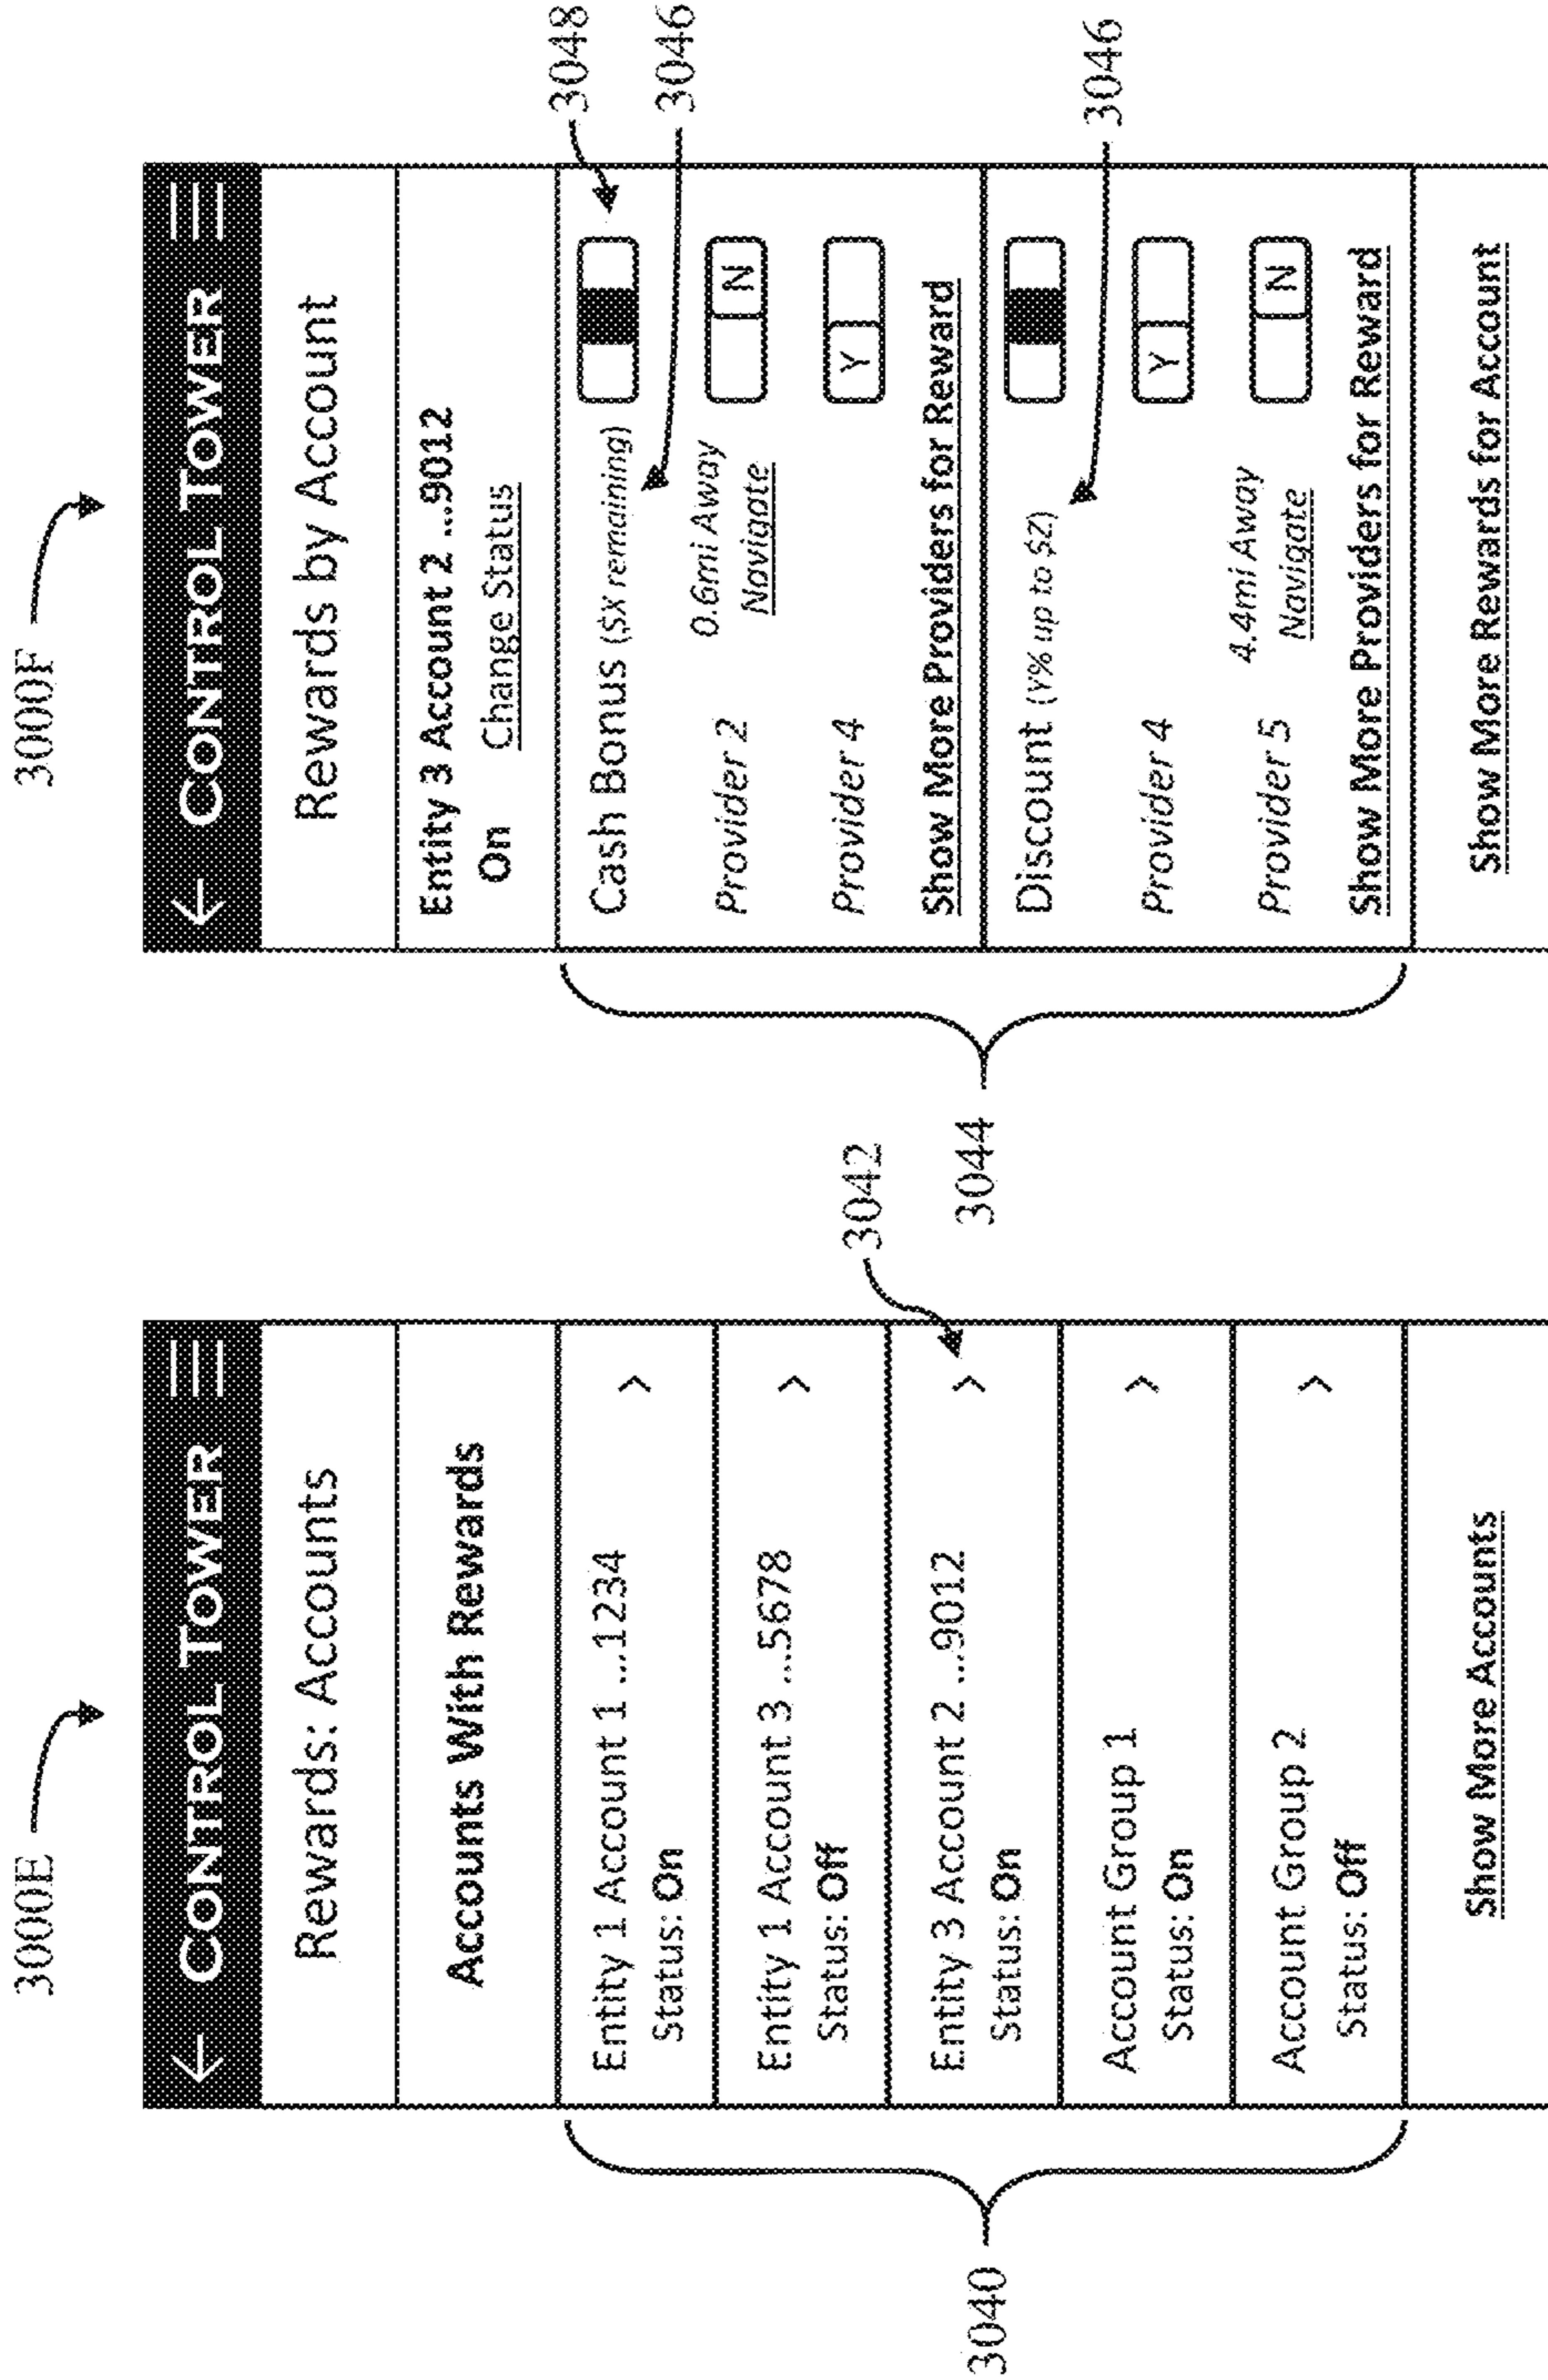 3000E
← CONTROL TOWER
Rewards: Accounts
Accounts With Rewards
Entity 1 Account 1 ...1234 >
Status: On
Entity 1 Account 3 ...5678 >
Status: Off
Entity 3 Account 2 ...9012 >
Status: On
Account Group 1 >
Status: On
Account Group 2 >
Status: Off
Show More Accounts
3040
3042
3000F
← CONTROL TOWER
Rewards by Account
Entity 3 Account 2 ...9012
On Change Status
Cash Bonus ($X remaining)
Provider 2 0.6mi Away N
Navigate
Provider 4 Y
Show More Providers for Reward
Discount (Y% up to $Z)
Provider 4 Y
Provider 5 4.4mi Away N
Navigate
Show More Providers for Reward
Show More Rewards for Account
3044
3048
3046
3046